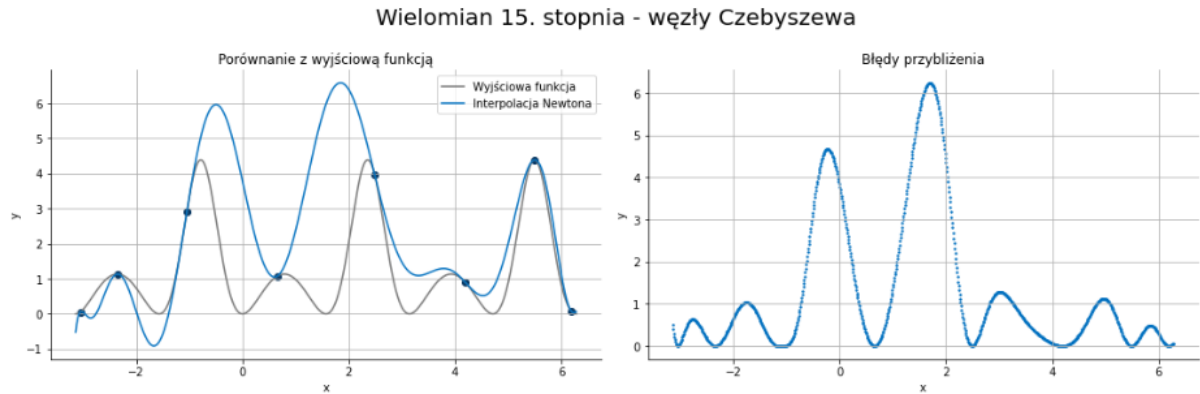 Wielomian 15. stopnia - węzły Czebyszewa
Porównanie z wyjściową funkcją
Wyjściowa funkcja
Interpolacja Newtona
y
6
5
4
3
2
1
0
−1
−2
0
2
4
6
x
Błędy przybliżenia
y
6
5
4
3
2
1
0
−2
0
2
4
6
x